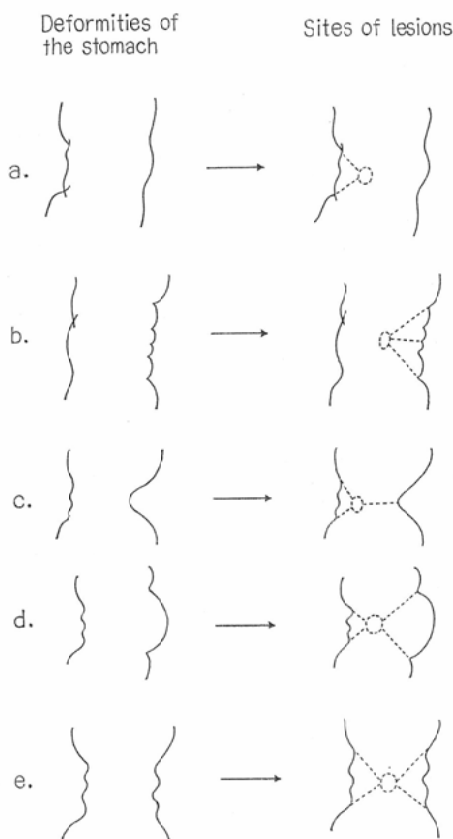 Deformities of
the stomach
Sites of lesions
a.
b.
c.
d.
e.